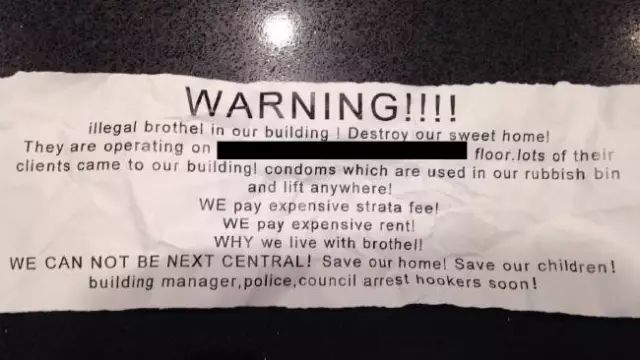 WARNING!!!!
illegal brothel in our building ! Destroy our sweet home!
They are operating on floor.lots of their
clients came to our building! condoms which are used in our rubbish bin
and lift anywhere!
WE pay expensive strata fee!
WE pay expensive rent!
WHY we live with brothel!
WE CAN NOT BE NEXT CENTRAL! Save our home! Save our children!
building manager,police,council arrest hookers soon!